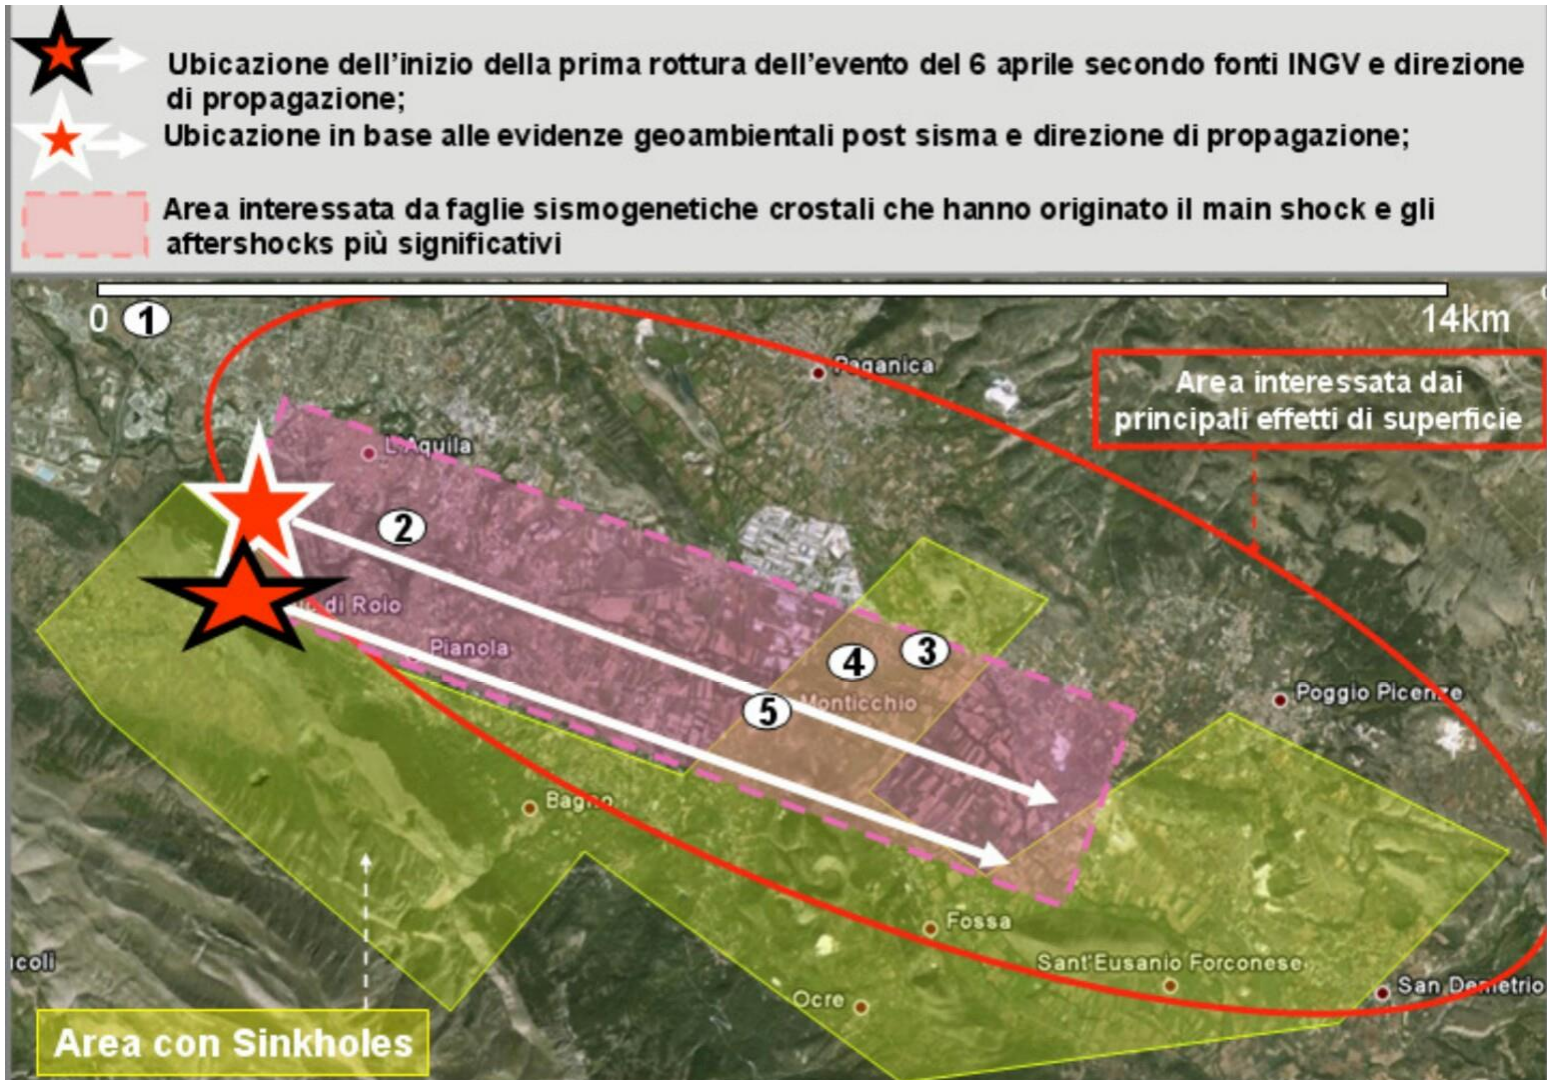 Ubicazione dell'inizio della prima rottura dell'evento del 6 aprile secondo fonti INGV e direzione
di propagazione;
Ubicazione in base alle evidenze geoambientali post sisma e direzione di propagazione;
Area interessata da faglie sismogenetiche crostali che hanno originato il main shock e gli
aftershocks più significativi
0
1
14km
Paganica
Area interessata dai
principali effetti di superficie
L'Aquila
2
di Roio
Pianola
3
4
Monticchio
5
Poggio Picenze
Bagno
Fossa
Sant'Eusanio Forconese
icoli
San Demetrio
Ocre
Area con Sinkholes